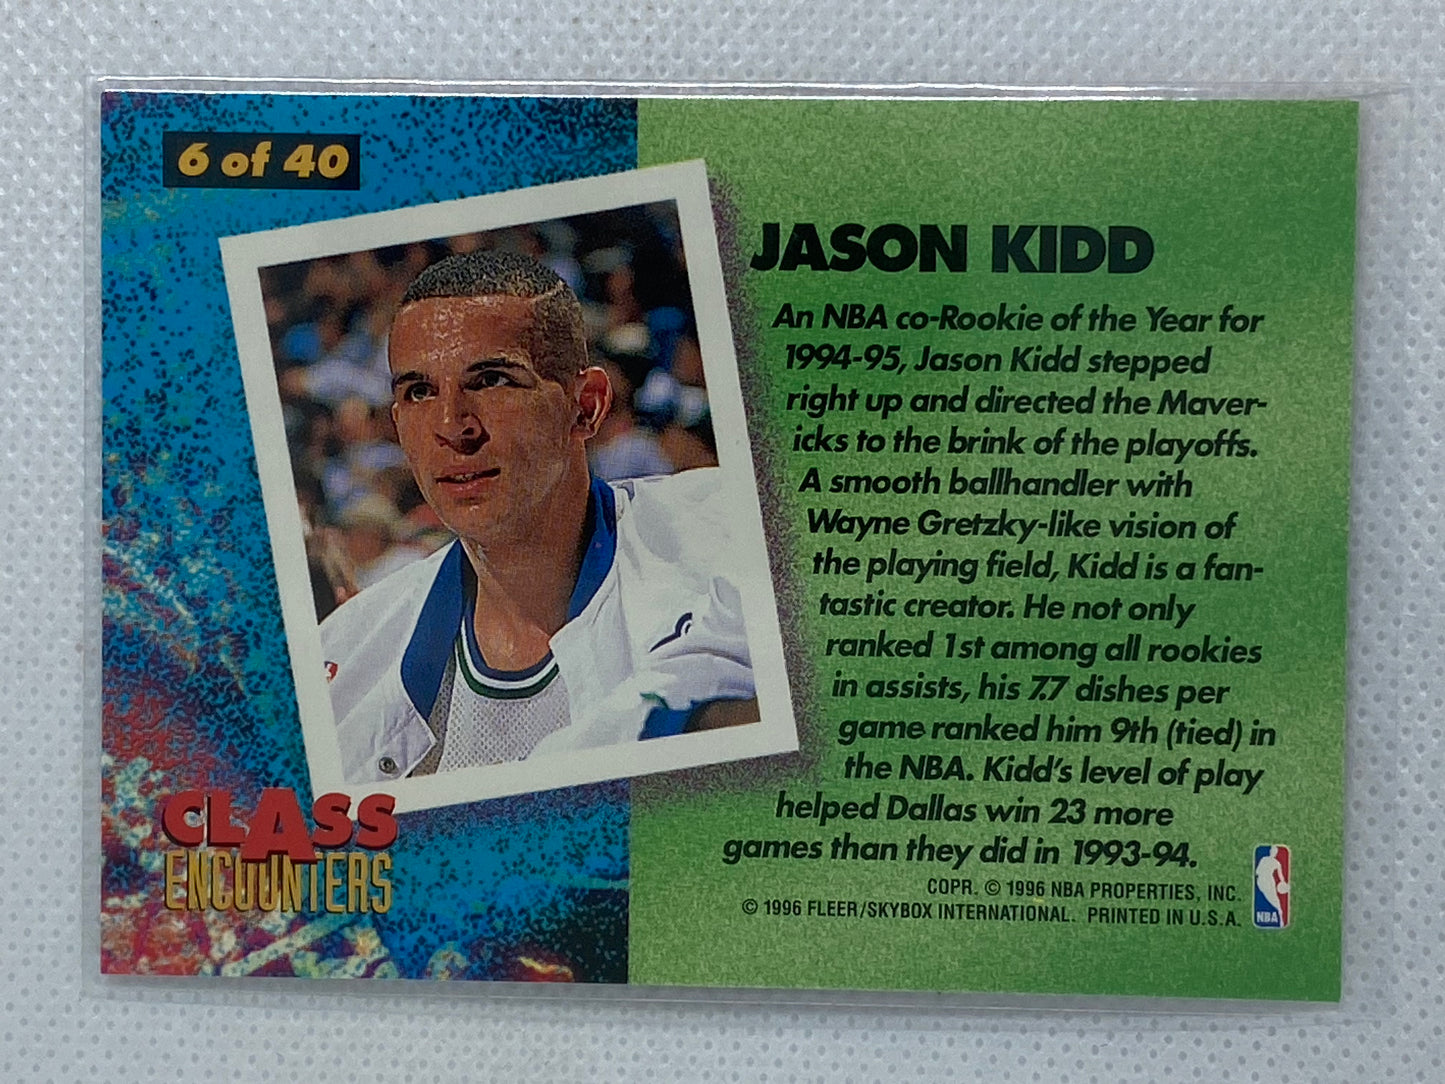 6 of 40
JASON KIDD
An NBA co-Rookie of the Year for
1994-95, Jason Kidd stepped
right up and directed the Maver-
icks to the brink of the playoffs.
A smooth ballhandler with
Wayne Gretzky-like vision of
the playing field, Kidd is a fan-
tastic creator. He not only
ranked 1st among all rookies
in assists, his 7.7 dishes per
game ranked him 9th (tied) in
the NBA. Kidd's level of play
helped Dallas win 23 more
games than they did in 1993-94.
COPR. © 1996 NBA PROPERTIES, INC.
© 1996 FLEER/SKYBOX INTERNATIONAL. PRINTED IN U.S.A.
NBA
CLASS
ENCOUNTERS